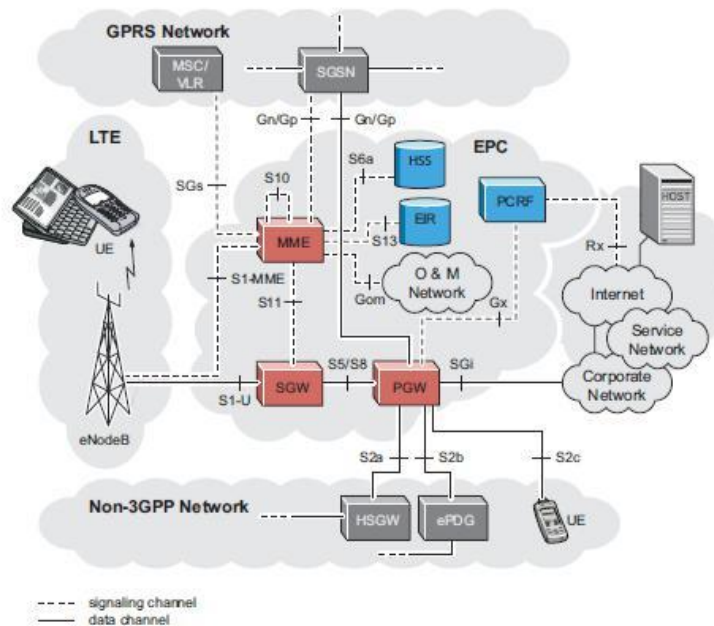 GPRS Network
MSC/
VLR
SGSN
Gn/Gp
Gn/Gp
LTE
EPC
S6a
HSS
HOST
S10
SGs
PCRF
EIR
MME
S13
Rx
UE
S1-MME
O & M
Network
Gom
S11
Gx
Internet
Service
Network
S5/S8
SGi
SGW
PGW
Corporate
Network
S1-U
eNodeB
S2a
S2b
S2c
Non-3GPP Network
HSGW
ePDG
UE
signaling channel
data channel